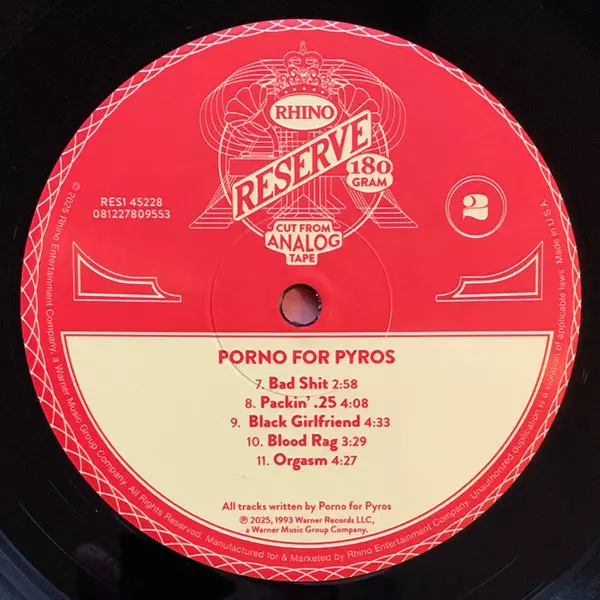 RHINO
RESERVE
180
GRAM
CUT FROM
ANALOG
TAPE
RES1 45228
081227809553
2
PORNO FOR PYROS
7. Bad Shit 2:58
8. Packin' .25 4:08
9. Black Girlfriend 4:33
10. Blood Rag 3:29
11. Orgasm 4:27
All tracks written by Porno for Pyros
℗ 2025, 1993 Warner Records LLC,
a Warner Music Group Company.
© 2025 Rhino Entertainment Company, a Warner Music Group Company. All Rights Reserved. Manufactured for & Marketed by Rhino Entertainment Company. Unauthorized duplication is a violation of applicable laws. Made in U.S.A.